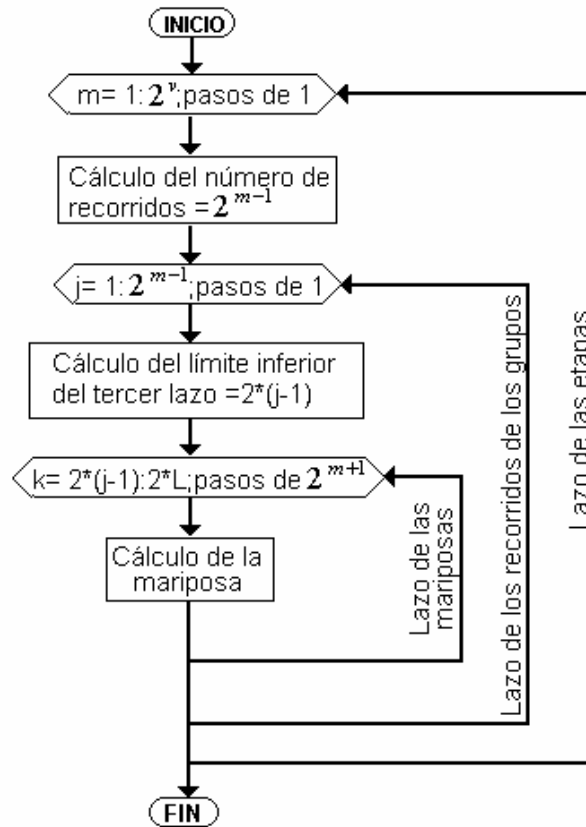 INICIO
m= 1: 2^v;pasos de 1
Cálculo del número de
recorridos =2^m-1
j= 1: 2^m-1;pasos de 1
Cálculo del límite inferior
del tercer lazo =2*(j-1)
k= 2*(j-1):2*L;pasos de 2^m+1
Cálculo de la
mariposa
Lazo de las
mariposas
Lazo de los recorridos de los grupos
Lazo de las etapas
FIN